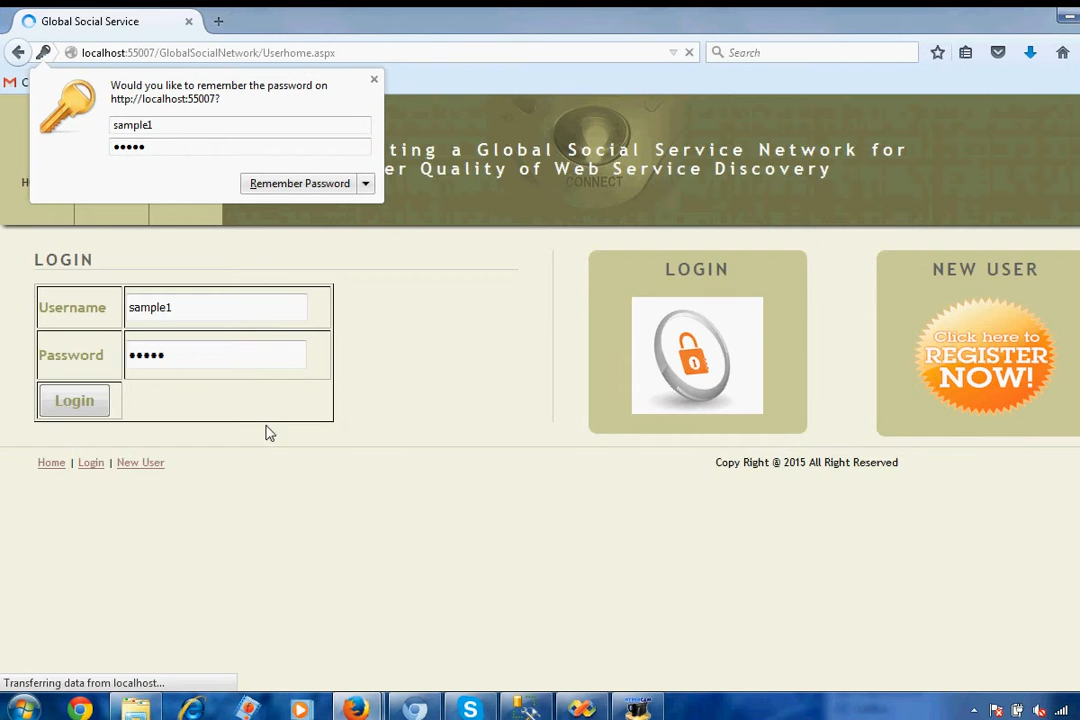 Global Social Service
localhost:55007/GlobalSocialNetwork/Userhome.aspx
Search
Would you like to remember the password on
http://localhost:55007?
sample1
●●●●●
Remember Password
ting a Global Social Service Network for
er Quality of Web Service Discovery
CONNECT
H
LOGIN
Username
sample1
Password
●●●●●
Login
LOGIN
NEW USER
Click here to
REGISTER
NOW!
Home | Login | New User
Copy Right @ 2015 All Right Reserved
Transferring data from localhost...